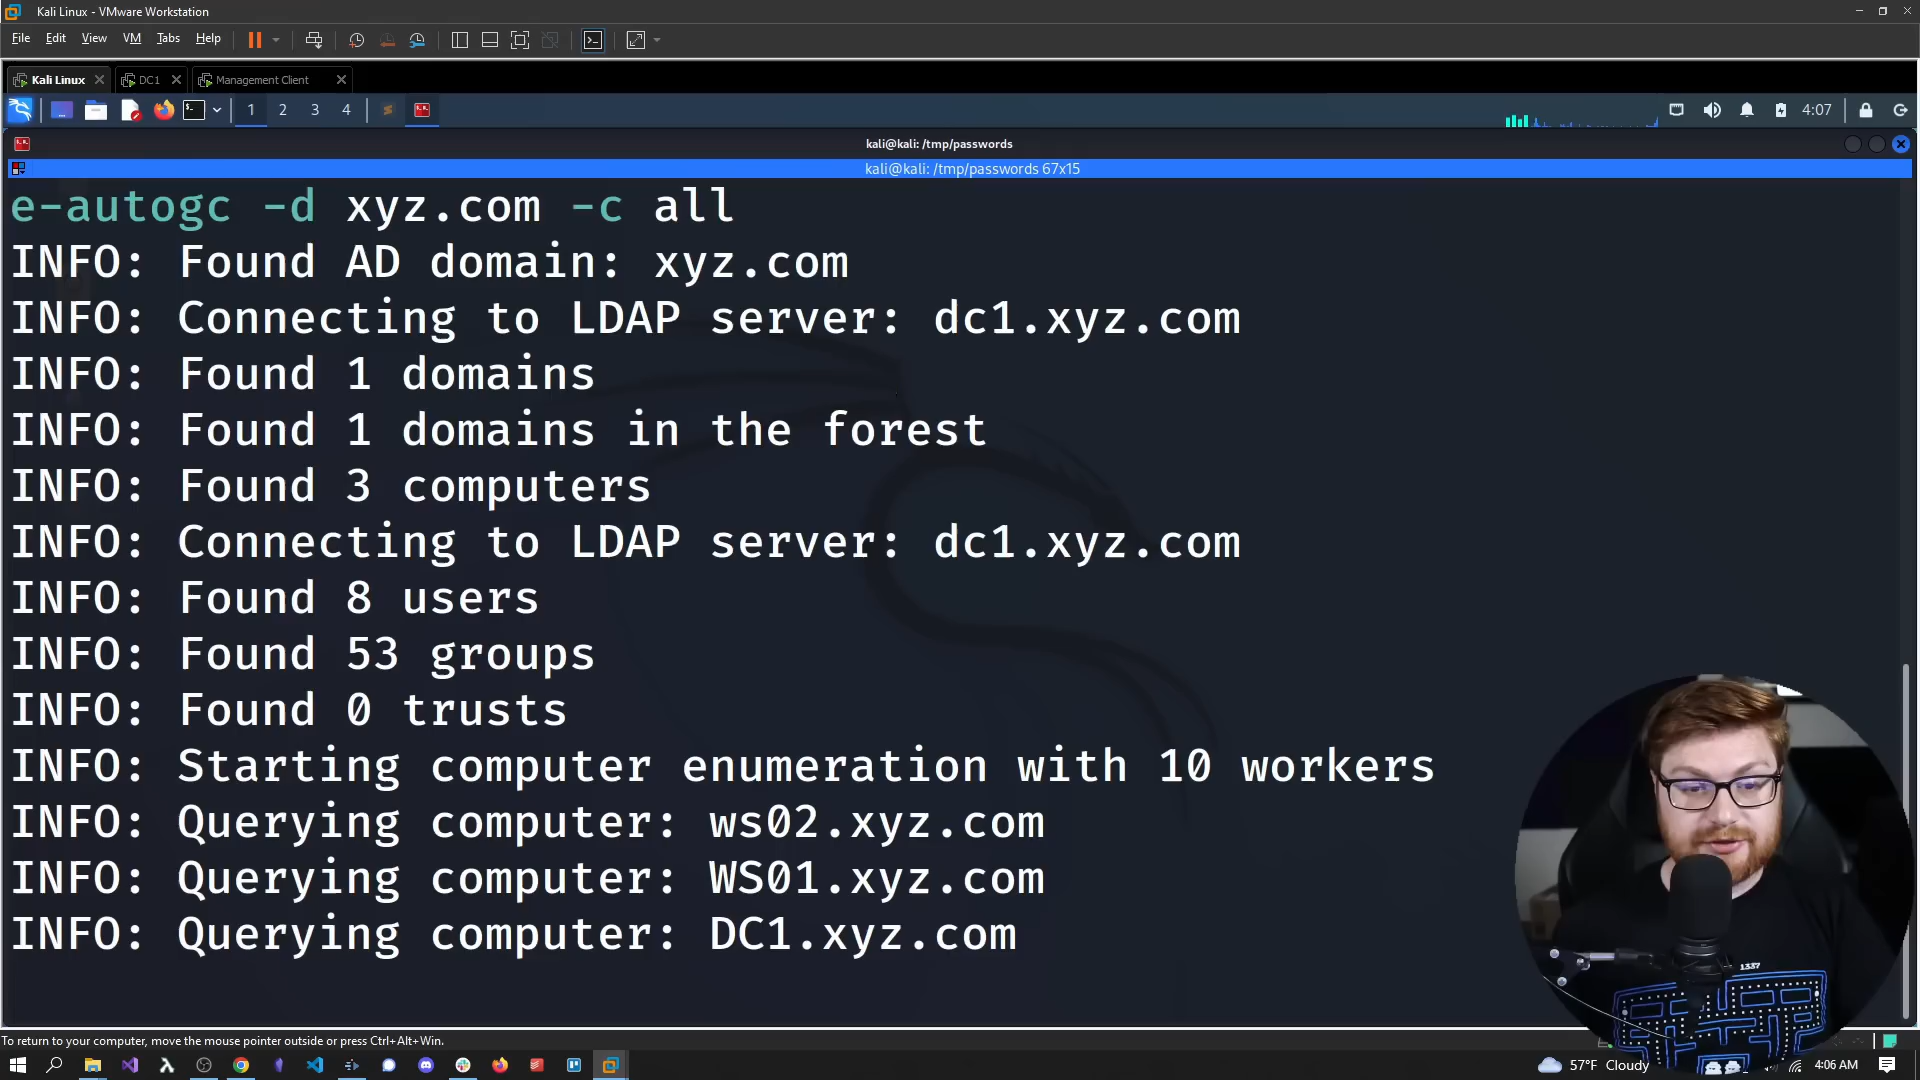 Kali Linux - VMware Workstation
File Edit View VM Tabs Help
Kali Linux DC1 Management Client
1 2 3 4 4:07
kali@kali: /tmp/passwords
kali@kali: /tmp/passwords 67x15
e-autogc -d xyz.com -c all
INFO: Found AD domain: xyz.com
INFO: Connecting to LDAP server: dc1.xyz.com
INFO: Found 1 domains
INFO: Found 1 domains in the forest
INFO: Found 3 computers
INFO: Connecting to LDAP server: dc1.xyz.com
INFO: Found 8 users
INFO: Found 53 groups
INFO: Found 0 trusts
INFO: Starting computer enumeration with 10 workers
INFO: Querying computer: ws02.xyz.com
INFO: Querying computer: WS01.xyz.com
INFO: Querying computer: DC1.xyz.com
1337
To return to your computer, move the mouse pointer outside or press Ctrl+Alt+Win.
57°F Cloudy 4:06 AM